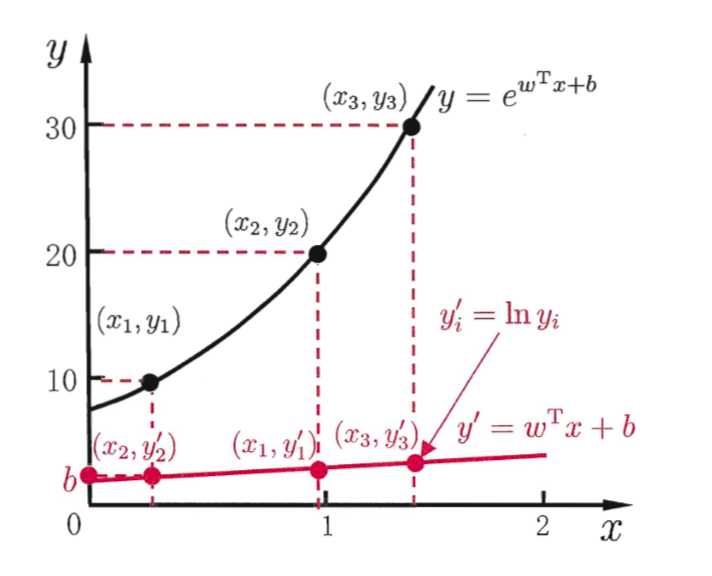 y
(x₃, y₃)
y = e^{wᵀx+b}
30
(x₂, y₂)
20
(x₁, y₁)
y′ᵢ = ln yᵢ
10
(x₂, y′₂)
(x₁, y′₁)
(x₃, y′₃)
y′ = wᵀx + b
b
0
1
2
x